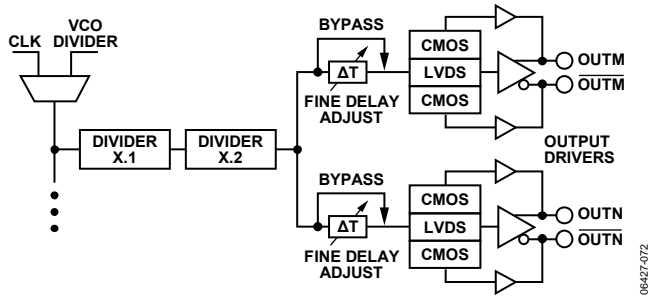 CLK
VCO
DIVIDER
DIVIDER
X.1
DIVIDER
X.2
BYPASS
ΔT
FINE DELAY
ADJUST
CMOS
LVDS
CMOS
OUTM
OUTM
OUTPUT
DRIVERS
BYPASS
ΔT
FINE DELAY
ADJUST
CMOS
LVDS
CMOS
OUTN
OUTN
06427-072